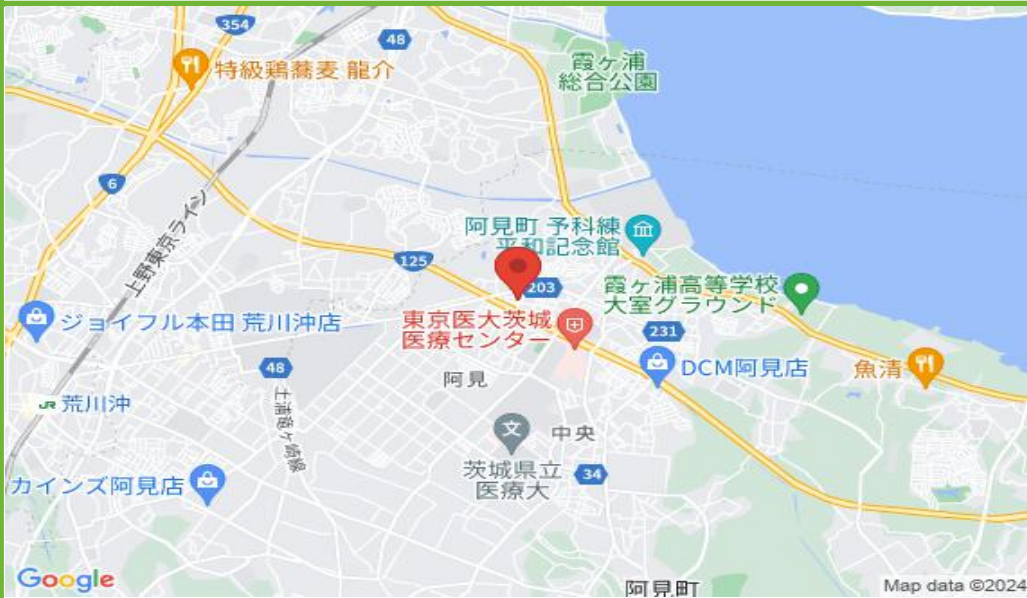 354
48
特級鶏蕎麦 龍介
霞ヶ浦
総合公園
6
上野東京ライン
阿見町 予科練
平和記念館
125
203
霞ヶ浦高等学校
大室グラウンド
ジョイフル本田 荒川沖店
東京医大茨城
医療センター
231
48
DCM阿見店
魚清
阿見
JR 荒川沖
土浦竜ヶ崎線
中央
茨城県立
医療大
34
カインズ阿見店
Google
阿見町
Map data ©2024